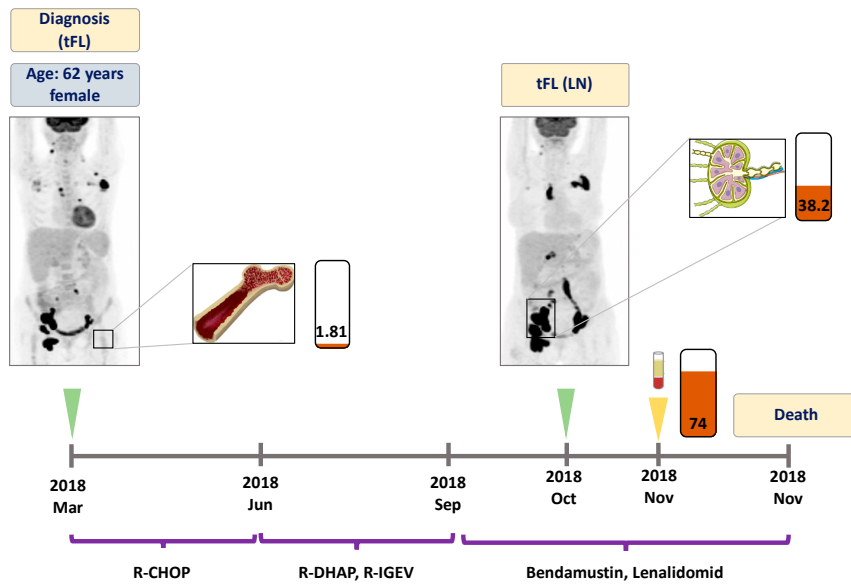 Diagnosis
(tFL)
Age: 62 years
female
tFL (LN)
38.2
1.81
74
Death
2018
Mar
2018
Jun
2018
Sep
2018
Oct
2018
Nov
2018
Nov
R-CHOP
R-DHAP, R-IGEV
Bendamustin, Lenalidomid